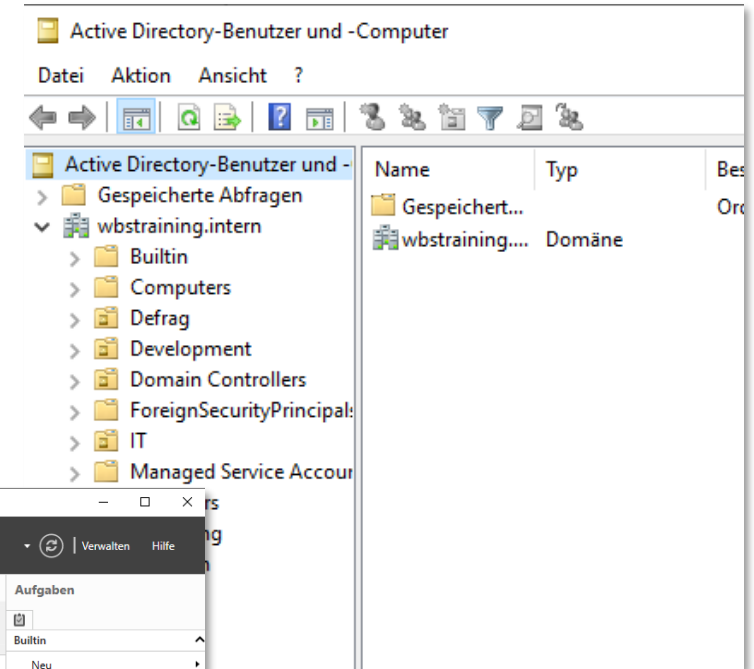 Active Directory-Benutzer und -Computer
Datei Aktion Ansicht ?
Active Directory-Benutzer und -
Gespeicherte Abfragen
wbstraining.intern
Builtin
Computers
Defrag
Development
Domain Controllers
ForeignSecurityPrincipals
IT
Managed Service Accour
rs
ng
Name Typ Bes
Gespeichert... Ord
wbstraining.... Domäne
Verwalten Hilfe
Aufgaben
Builtin
Neu